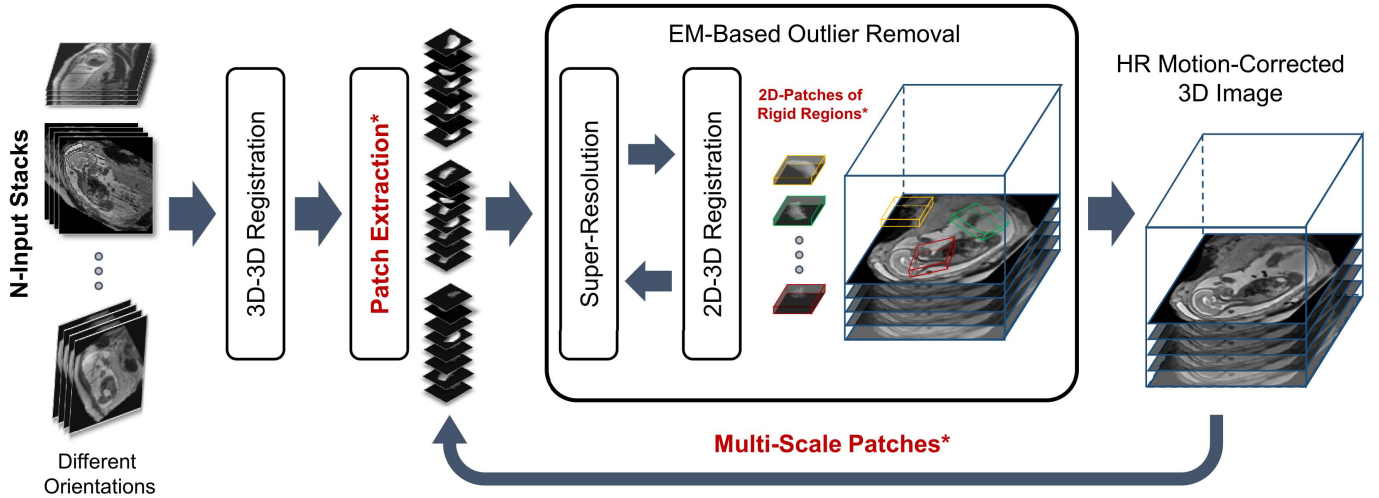 N-Input Stacks
Different
Orientations
3D-3D Registration
Patch Extraction*
EM-Based Outlier Removal
Super-Resolution
2D-3D Registration
2D-Patches of
Rigid Regions*
HR Motion-Corrected
3D Image
Multi-Scale Patches*